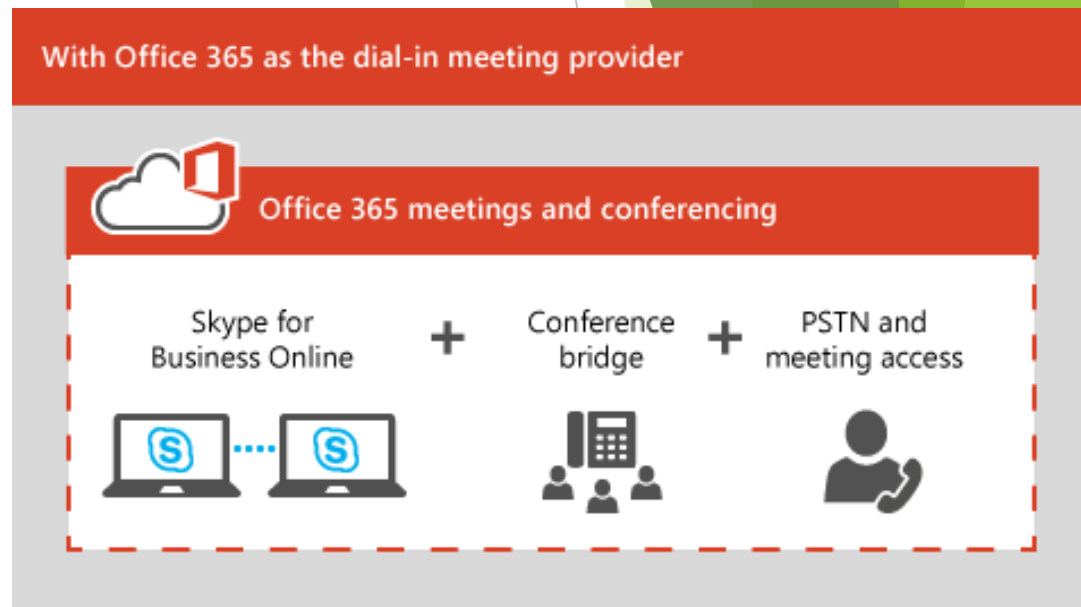 With Office 365 as the dial-in meeting provider
Office 365 meetings and conferencing
Skype for
Business Online
+
Conference
bridge
+
PSTN and
meeting access
S
S